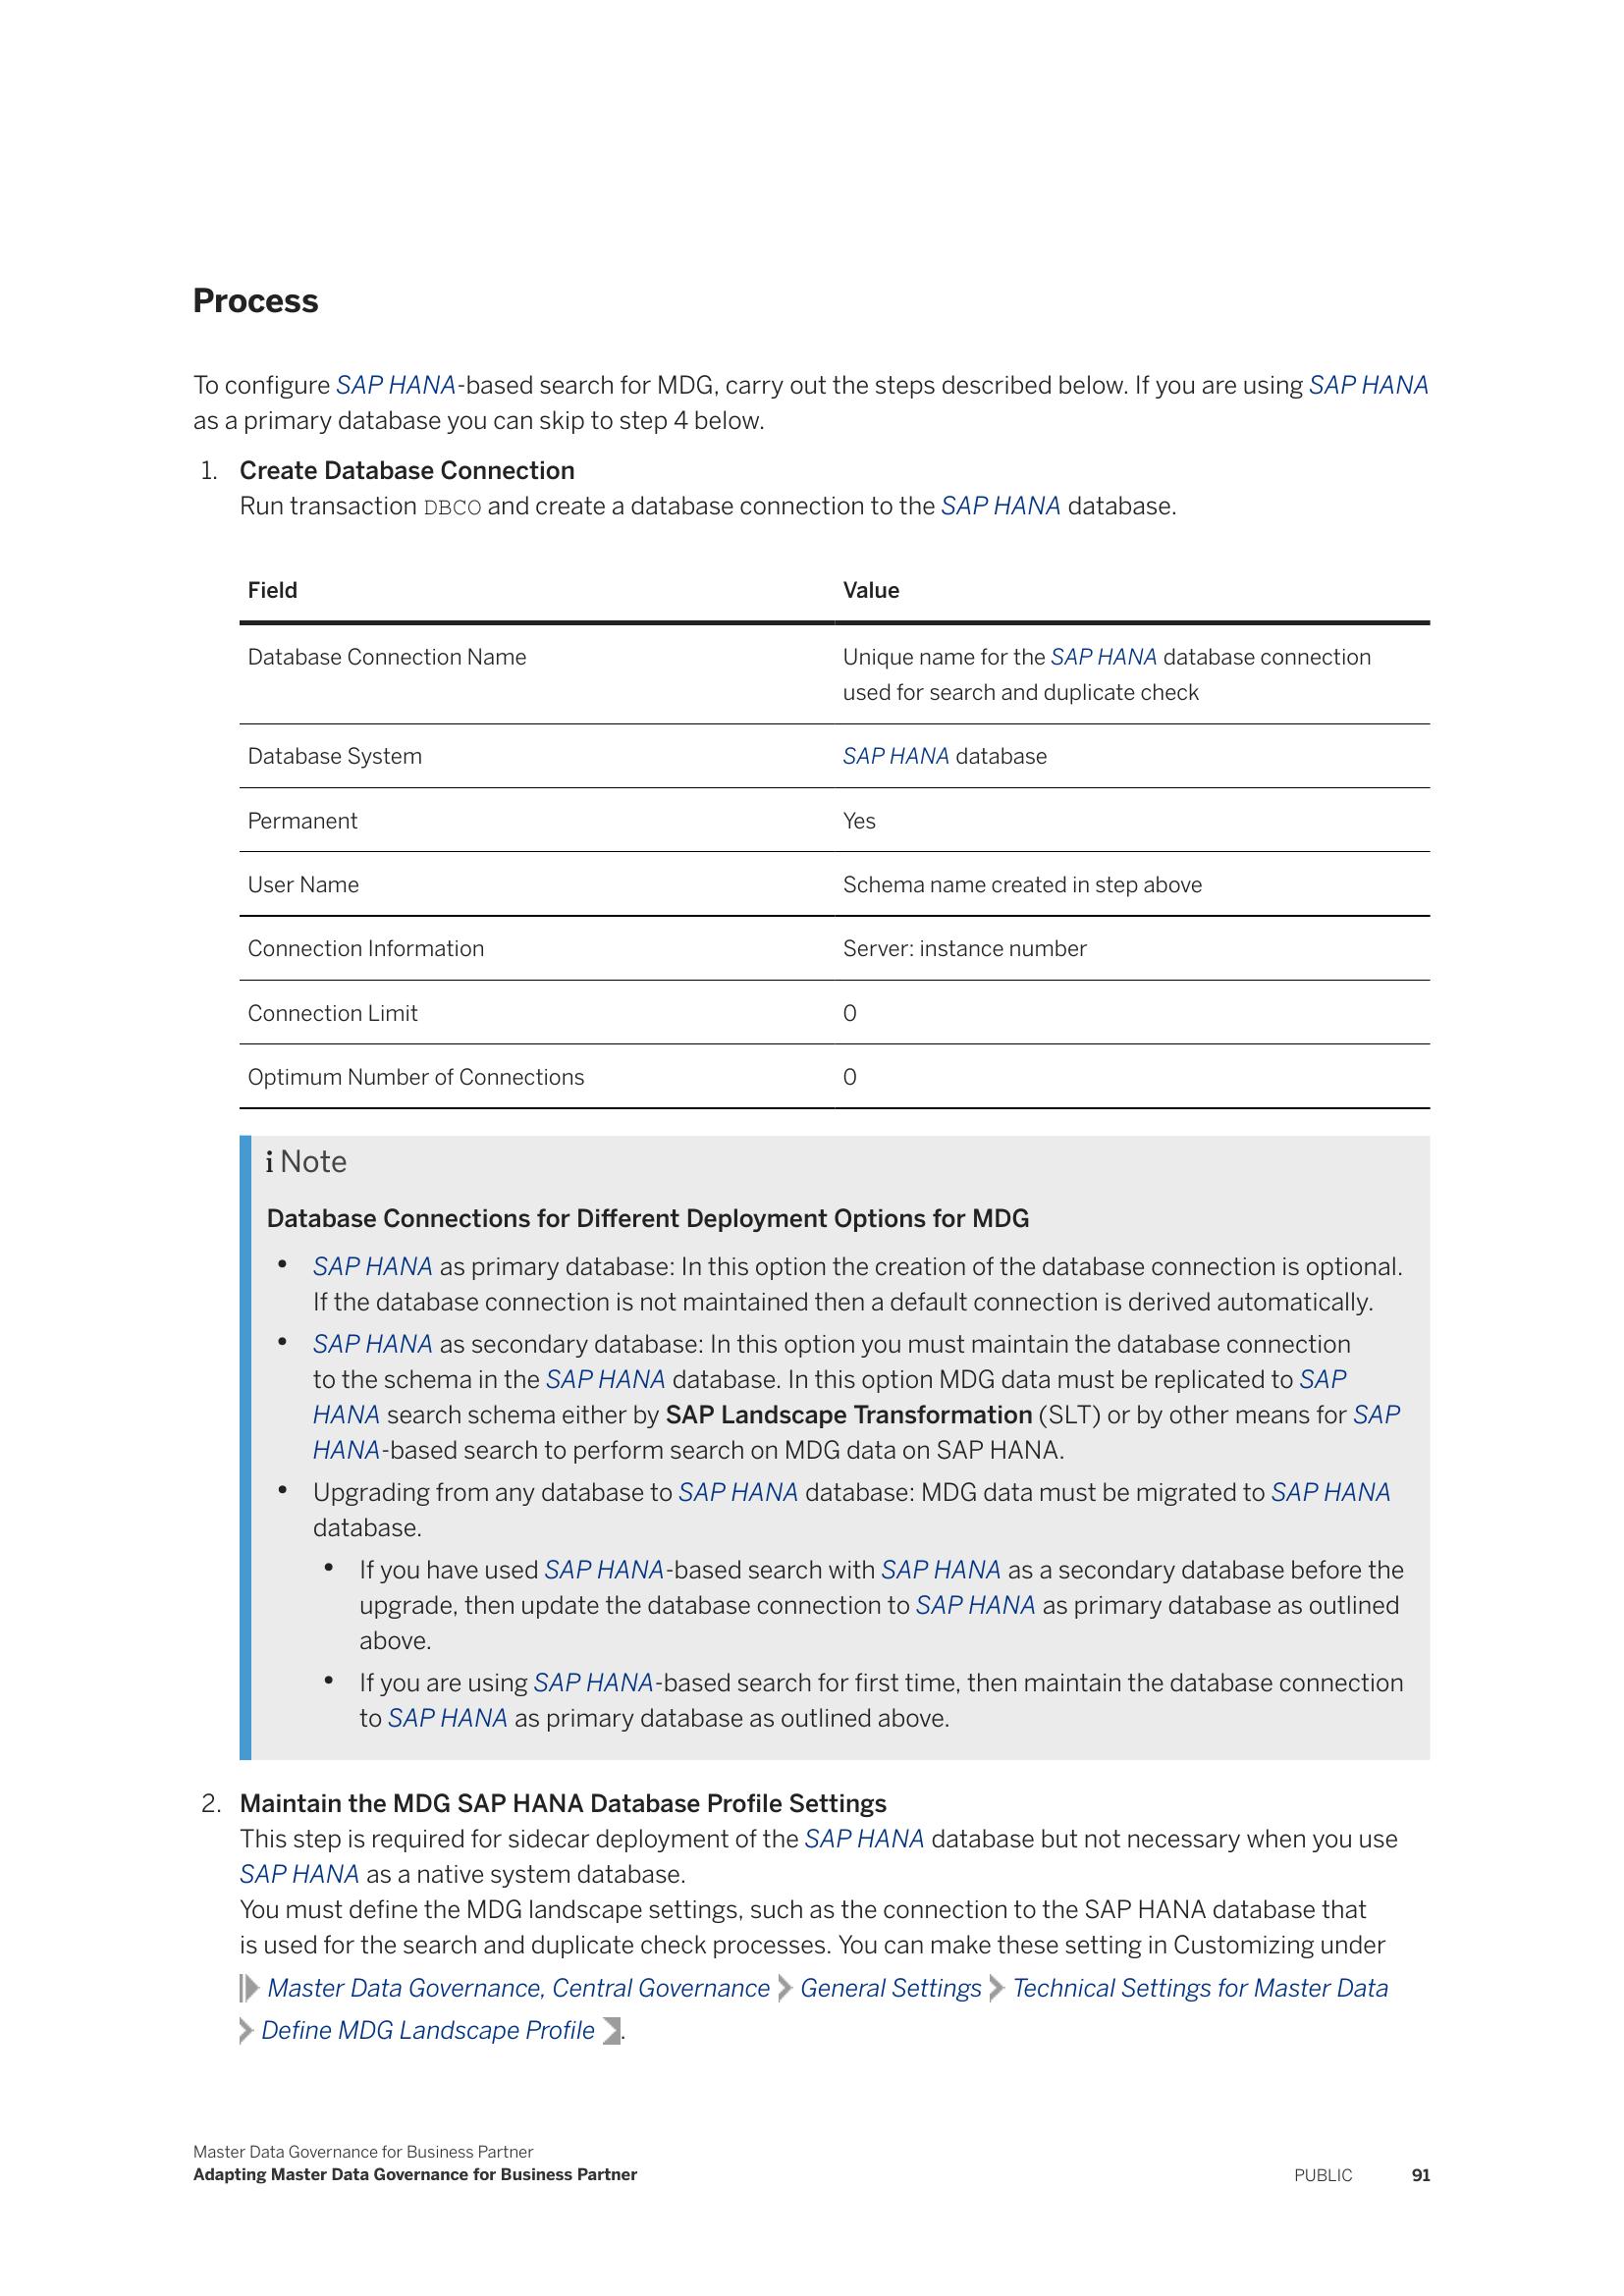 Process
To configure SAP HANA-based search for MDG, carry out the steps described below. If you are using SAP HANA
as a primary database you can skip to step 4 below.
1. Create Database Connection
Run transaction DBCO and create a database connection to the SAP HANA database.
Field Value
Database Connection Name Unique name for the SAP HANA database connection
used for search and duplicate check
Database System SAP HANA database
Permanent Yes
User Name Schema name created in step above
Connection Information Server: instance number
Connection Limit 0
Optimum Number of Connections 0
i Note
Database Connections for Different Deployment Options for MDG
• SAP HANA as primary database: In this option the creation of the database connection is optional.
If the database connection is not maintained then a default connection is derived automatically.
• SAP HANA as secondary database: In this option you must maintain the database connection
to the schema in the SAP HANA database. In this option MDG data must be replicated to SAP
HANA search schema either by SAP Landscape Transformation (SLT) or by other means for SAP
HANA-based search to perform search on MDG data on SAP HANA.
• Upgrading from any database to SAP HANA database: MDG data must be migrated to SAP HANA
database.
• If you have used SAP HANA-based search with SAP HANA as a secondary database before the
upgrade, then update the database connection to SAP HANA as primary database as outlined
above.
• If you are using SAP HANA-based search for first time, then maintain the database connection
to SAP HANA as primary database as outlined above.
2. Maintain the MDG SAP HANA Database Profile Settings
This step is required for sidecar deployment of the SAP HANA database but not necessary when you use
SAP HANA as a native system database.
You must define the MDG landscape settings, such as the connection to the SAP HANA database that
is used for the search and duplicate check processes. You can make these setting in Customizing under
Master Data Governance, Central Governance General Settings Technical Settings for Master Data
Define MDG Landscape Profile .
Master Data Governance for Business Partner
Adapting Master Data Governance for Business Partner PUBLIC 91